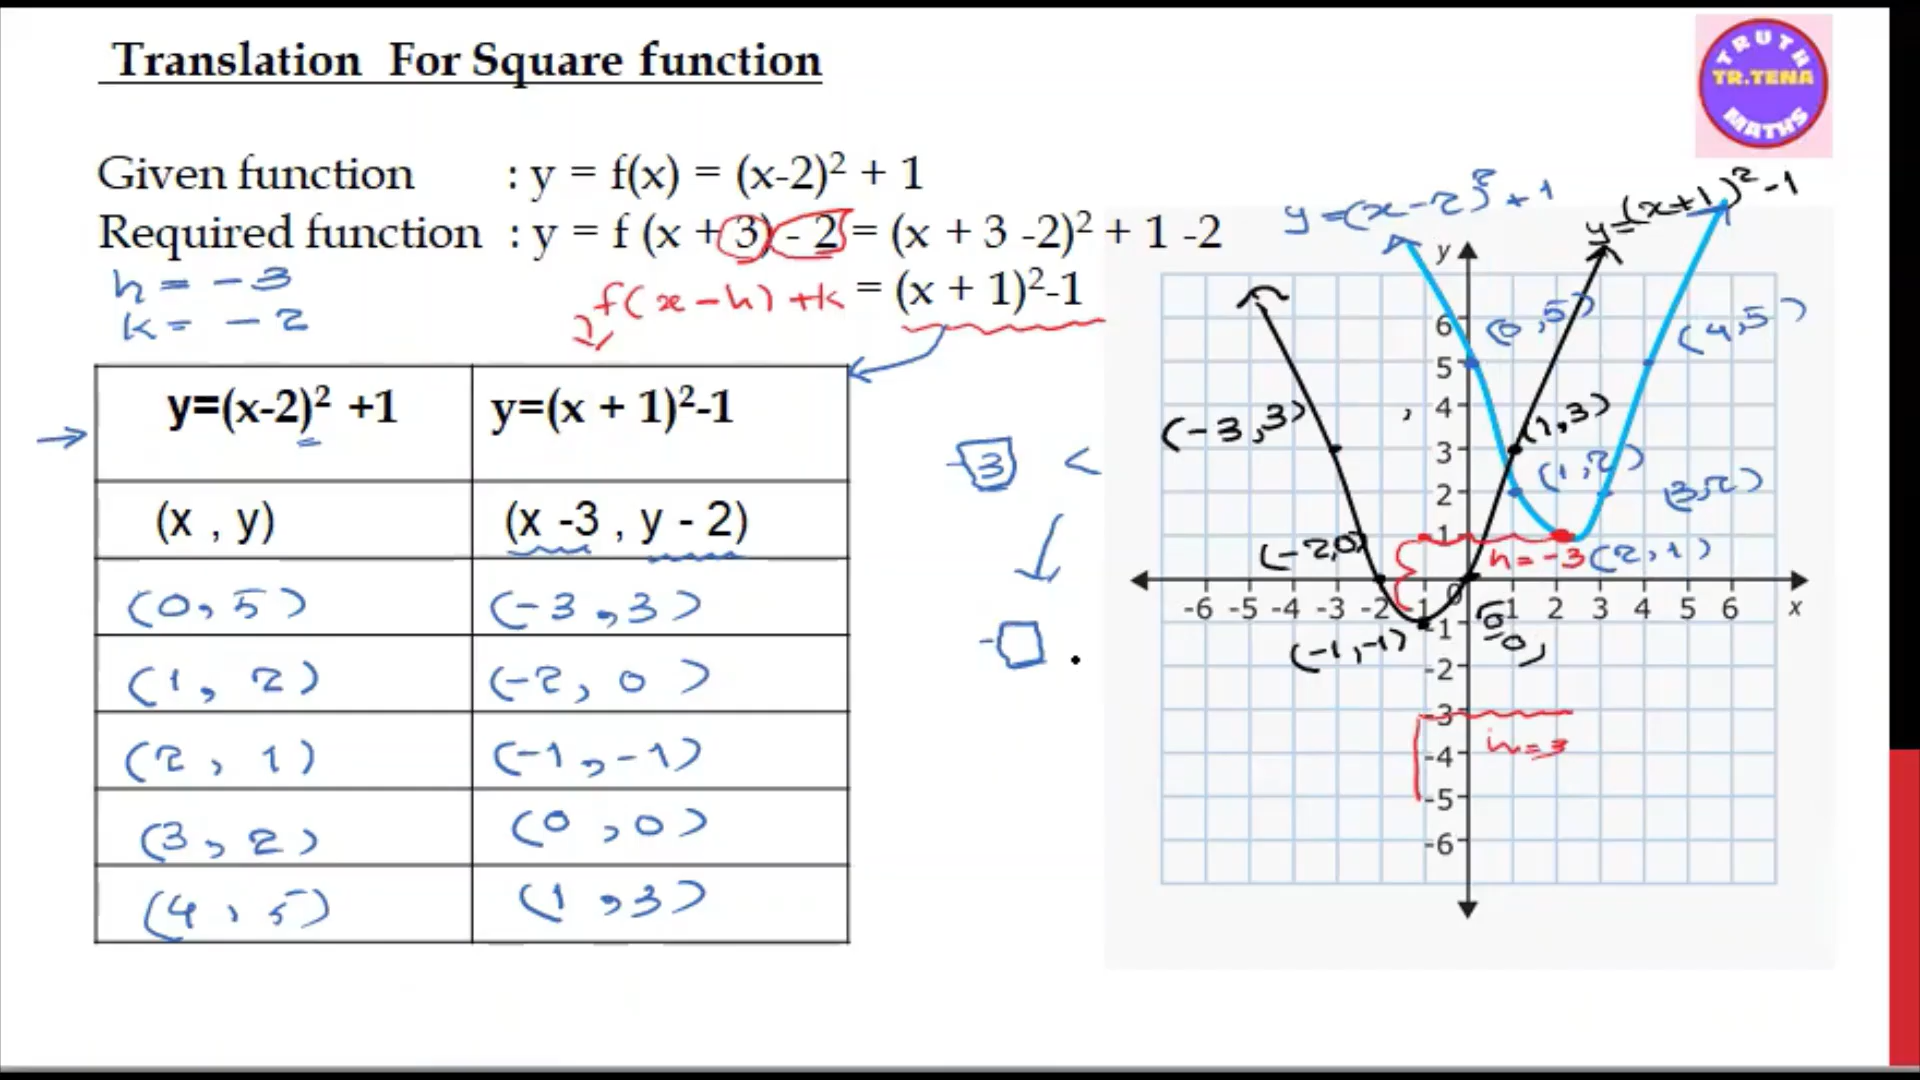 Translation For Square function
TRUTH
TR.TENA
MATHS
Given function : y = f(x) = (x-2)² + 1
Required function : y = f (x + 3) - 2 = (x + 3 -2)² + 1 -2
= (x + 1)²-1
h = -3
k = -2
f(x-h) +k
y=(x-2)² +1
y=(x + 1)²-1
(x , y)
(x -3 , y - 2)
(0, 5)
(-3, 3)
(1, 2)
(-2, 0)
(2, 1)
(-1, -1)
(3, 2)
(0, 0)
(4, 5)
(1, 3)
-3 <
-
y=(x-2)²+1
y=(x+1)²-1
y
(0,5)
(4,5)
(-3,3)
(1,3)
(1,2)
(3,2)
(-2,0)
h=-3
(2,1)
6
5
4
3
2
1
-6 -5 -4 -3 -2 -1 0 1 2 3 4 5 6 x
(-1,-1)
(0,0)
-1
-2
-3
-4
-5
-6
h=3